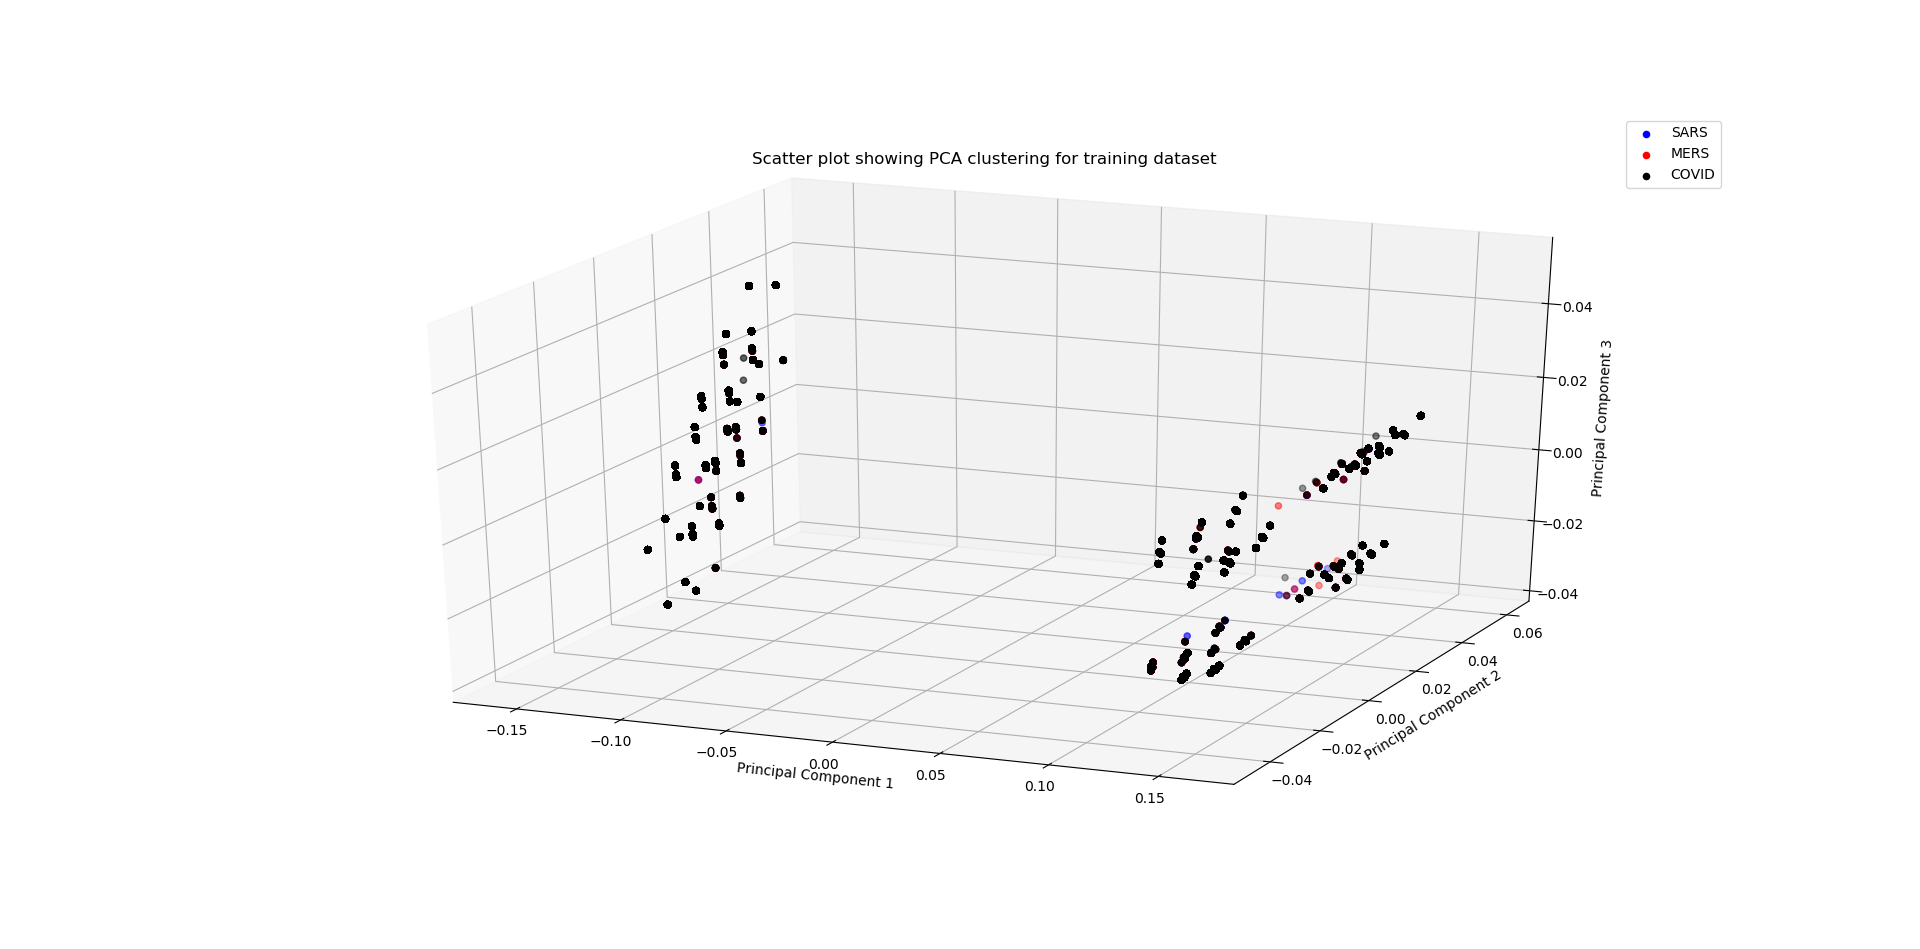 SARS
MERS
COVID
Scatter plot showing PCA clustering for training dataset
0.04
0.02
0.00
−0.02
−0.04
Principal Component 3
0.06
0.04
0.02
0.00
−0.02
−0.04
Principal Component 2
−0.15
−0.10
−0.05
0.00
0.05
0.10
0.15
Principal Component 1